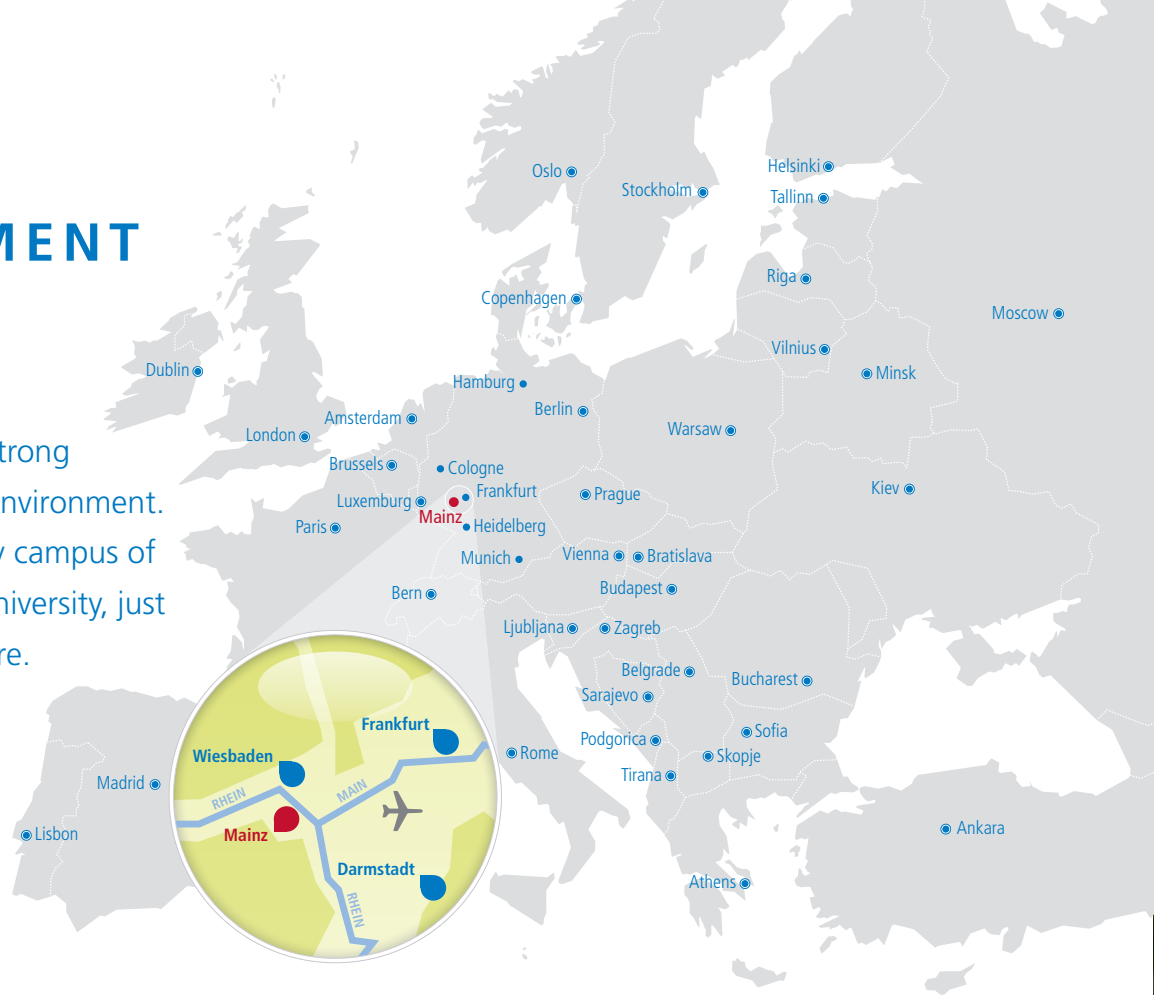 MENT
trong
nvironment.
campus of
niversity, just
re.
Oslo
Stockholm
Helsinki
Tallinn
Riga
Copenhagen
Moscow
Vilnius
Minsk
Dublin
Hamburg
Berlin
Amsterdam
London
Warsaw
Brussels
Cologne
Kiev
Luxemburg
Frankfurt
Prague
Mainz
Paris
Heidelberg
Munich
Vienna
Bratislava
Bern
Budapest
Ljubljana
Zagreb
Belgrade
Bucharest
Sarajevo
Sofia
Podgorica
Skopje
Rome
Tirana
Madrid
Lisbon
Ankara
Athens
Frankfurt
Wiesbaden
RHEIN
MAIN
Mainz
Darmstadt
RHEIN